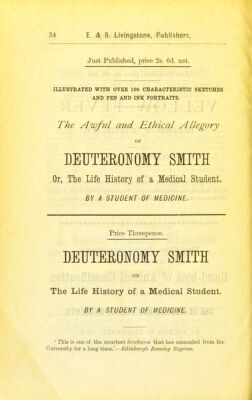 34 E. & S. Livingstone, Publishers,
Just Published, price 2s. 6d. net.
ILLUSTRATED WITH OVER 100 CHARACTERISTIC SKETCHES
AND PEN AND INK PORTRAITS.
The Awful and Ethical Allegory
OF
DEUTERONOMY SMITH
Or, The Life History of a Medical Student.
BY A STUDENT OF MEDICINE.
Price Threepence.
DEUTERONOMY SMITH
OR
The Life History of a Medical Student.
BY A STUDENT OF MEDICINE.
'This is one of the smartest brochures that has emanated from the
University for a long time.'—Edinburgh Evening Express.